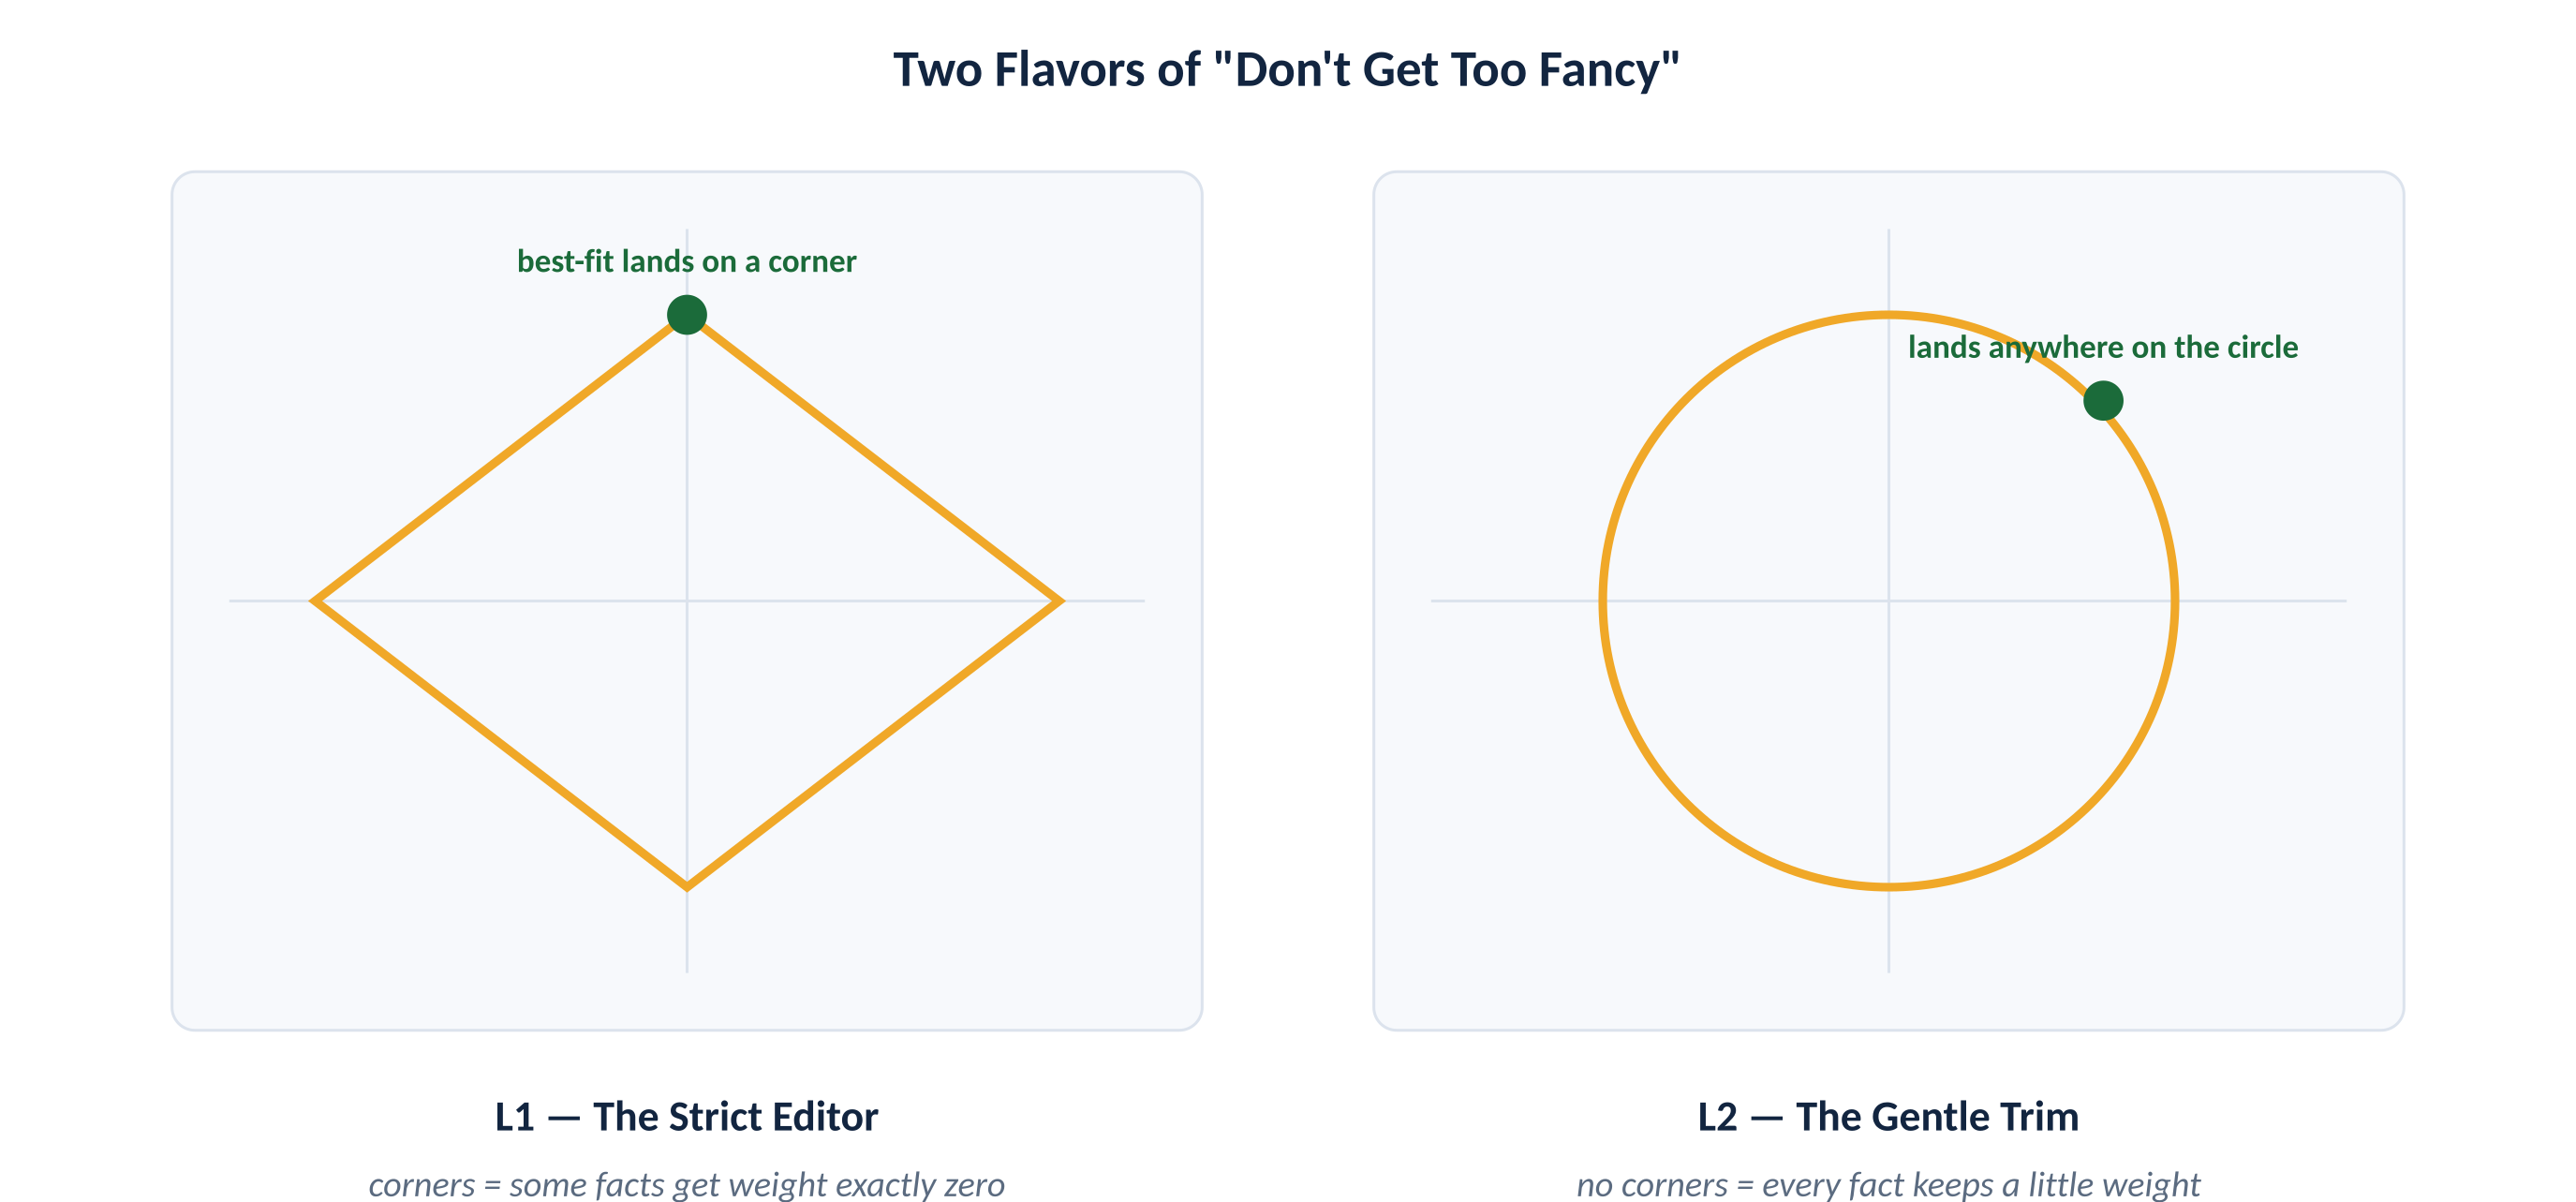 Two Flavors of "Don't Get Too Fancy"
best-fit lands on a corner
lands anywhere on the circle
L1 — The Strict Editor
L2 — The Gentle Trim
corners = some facts get weight exactly zero
no corners = every fact keeps a little weight